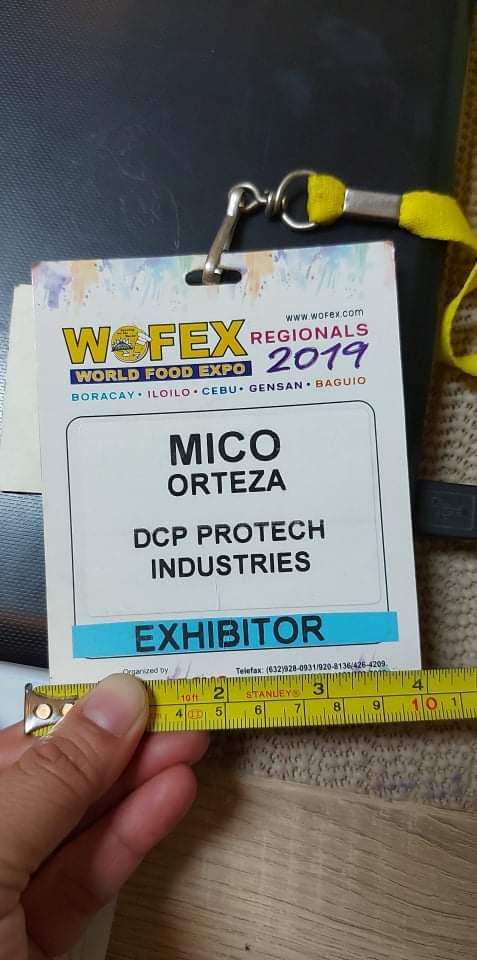 www.wofex.com
WOFEX REGIONALS
WORLD FOOD EXPO 2019
BORACAY • ILOILO • CEBU • GENSAN • BAGUIO
MICO
ORTEZA
DCP PROTECH
INDUSTRIES
EXHIBITOR
Organized by
Telefax: (632)928-0931/920-8136/426-4209
10ft 2 STANLEY® 3 4
4 5 6 7 8 9 10